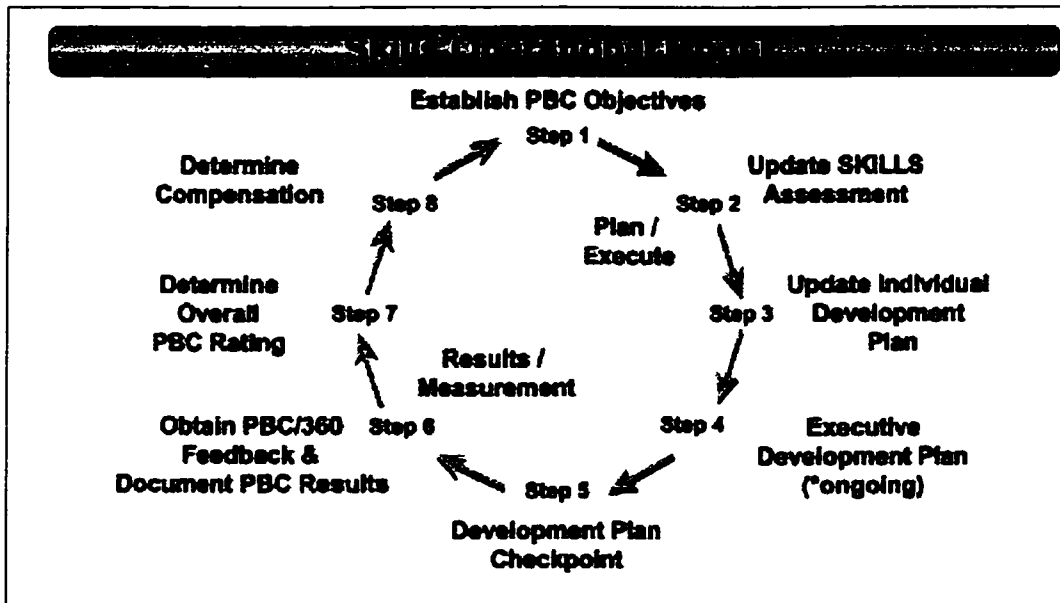 Establish PBC Objectives
Step 1
Update SKILLS
Assessment
Step 2
Plan /
Execute
Update Individual
Development
Plan
Step 3
Executive
Development Plan
(*ongoing)
Step 4
Step 5
Development Plan
Checkpoint
Obtain PBC/360
Feedback &
Document PBC Results
Step 6
Results /
Measurement
Determine
Overall
PBC Rating
Step 7
Determine
Compensation
Step 8